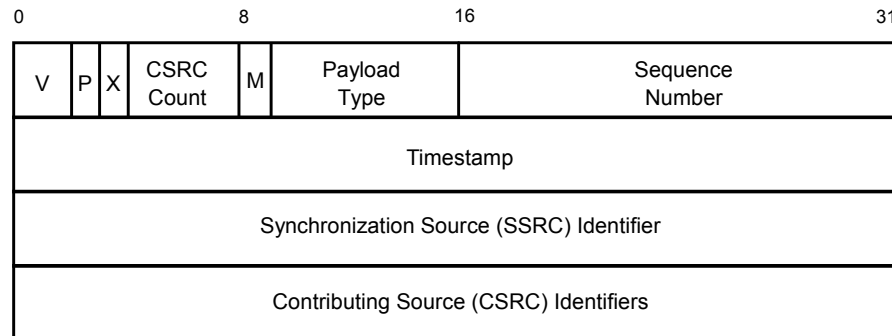 0 8 16 31
V P X CSRC Count M Payload Type Sequence Number
Timestamp
Synchronization Source (SSRC) Identifier
Contributing Source (CSRC) Identifiers